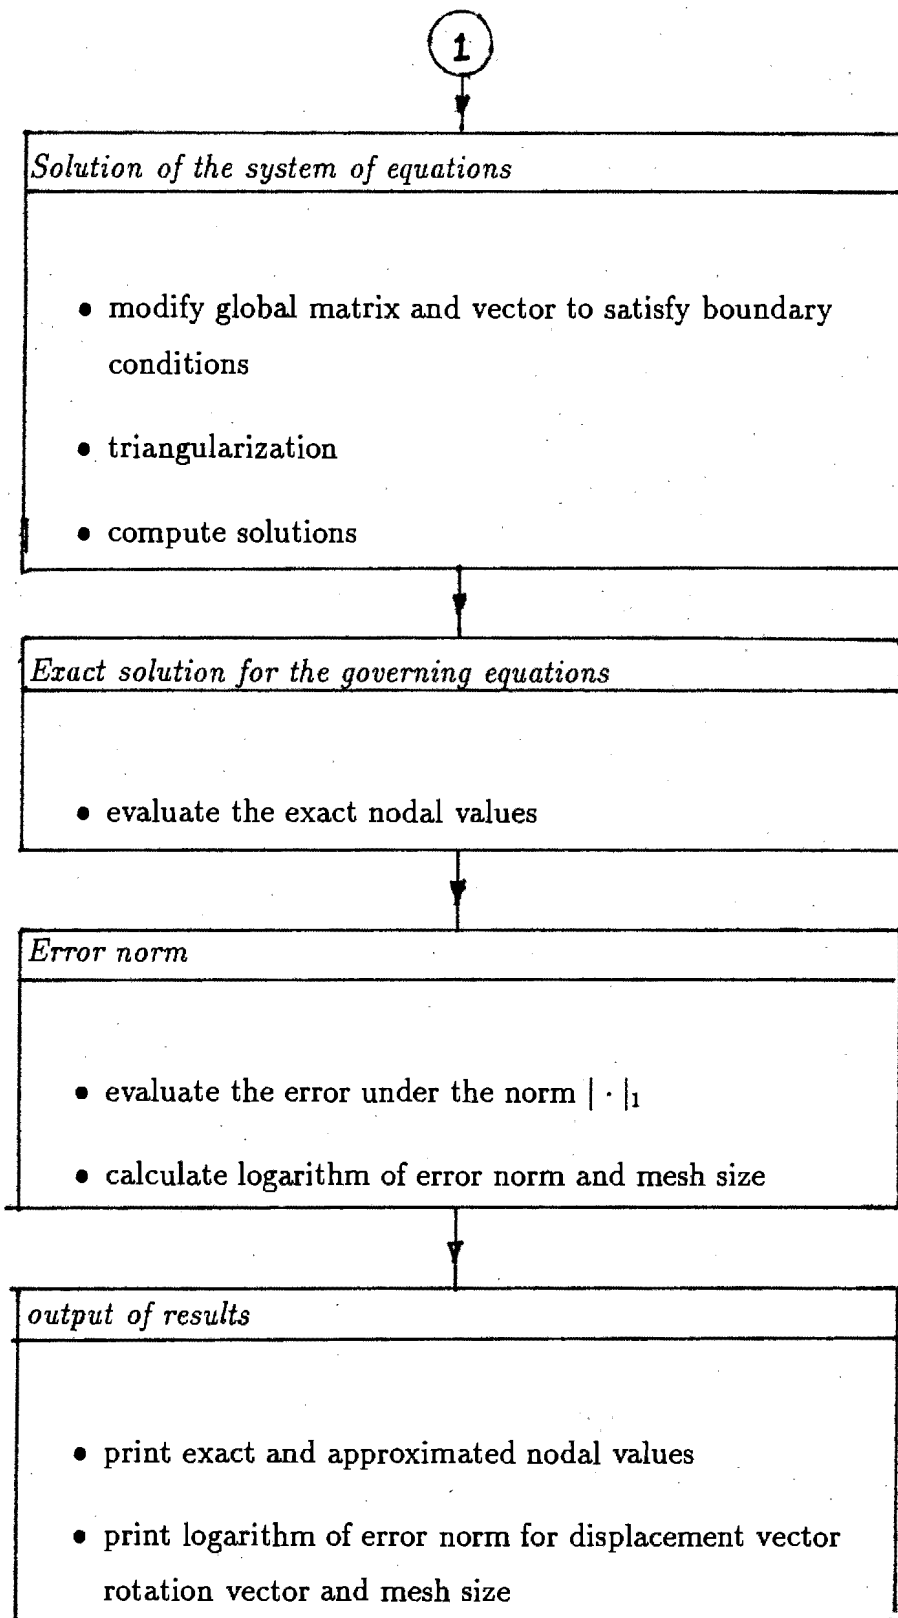 1
Solution of the system of equations
• modify global matrix and vector to satisfy boundary
conditions
• triangularization
• compute solutions
Exact solution for the governing equations
• evaluate the exact nodal values
Error norm
• evaluate the error under the norm | · |₁
• calculate logarithm of error norm and mesh size
output of results
• print exact and approximated nodal values
• print logarithm of error norm for displacement vector
rotation vector and mesh size